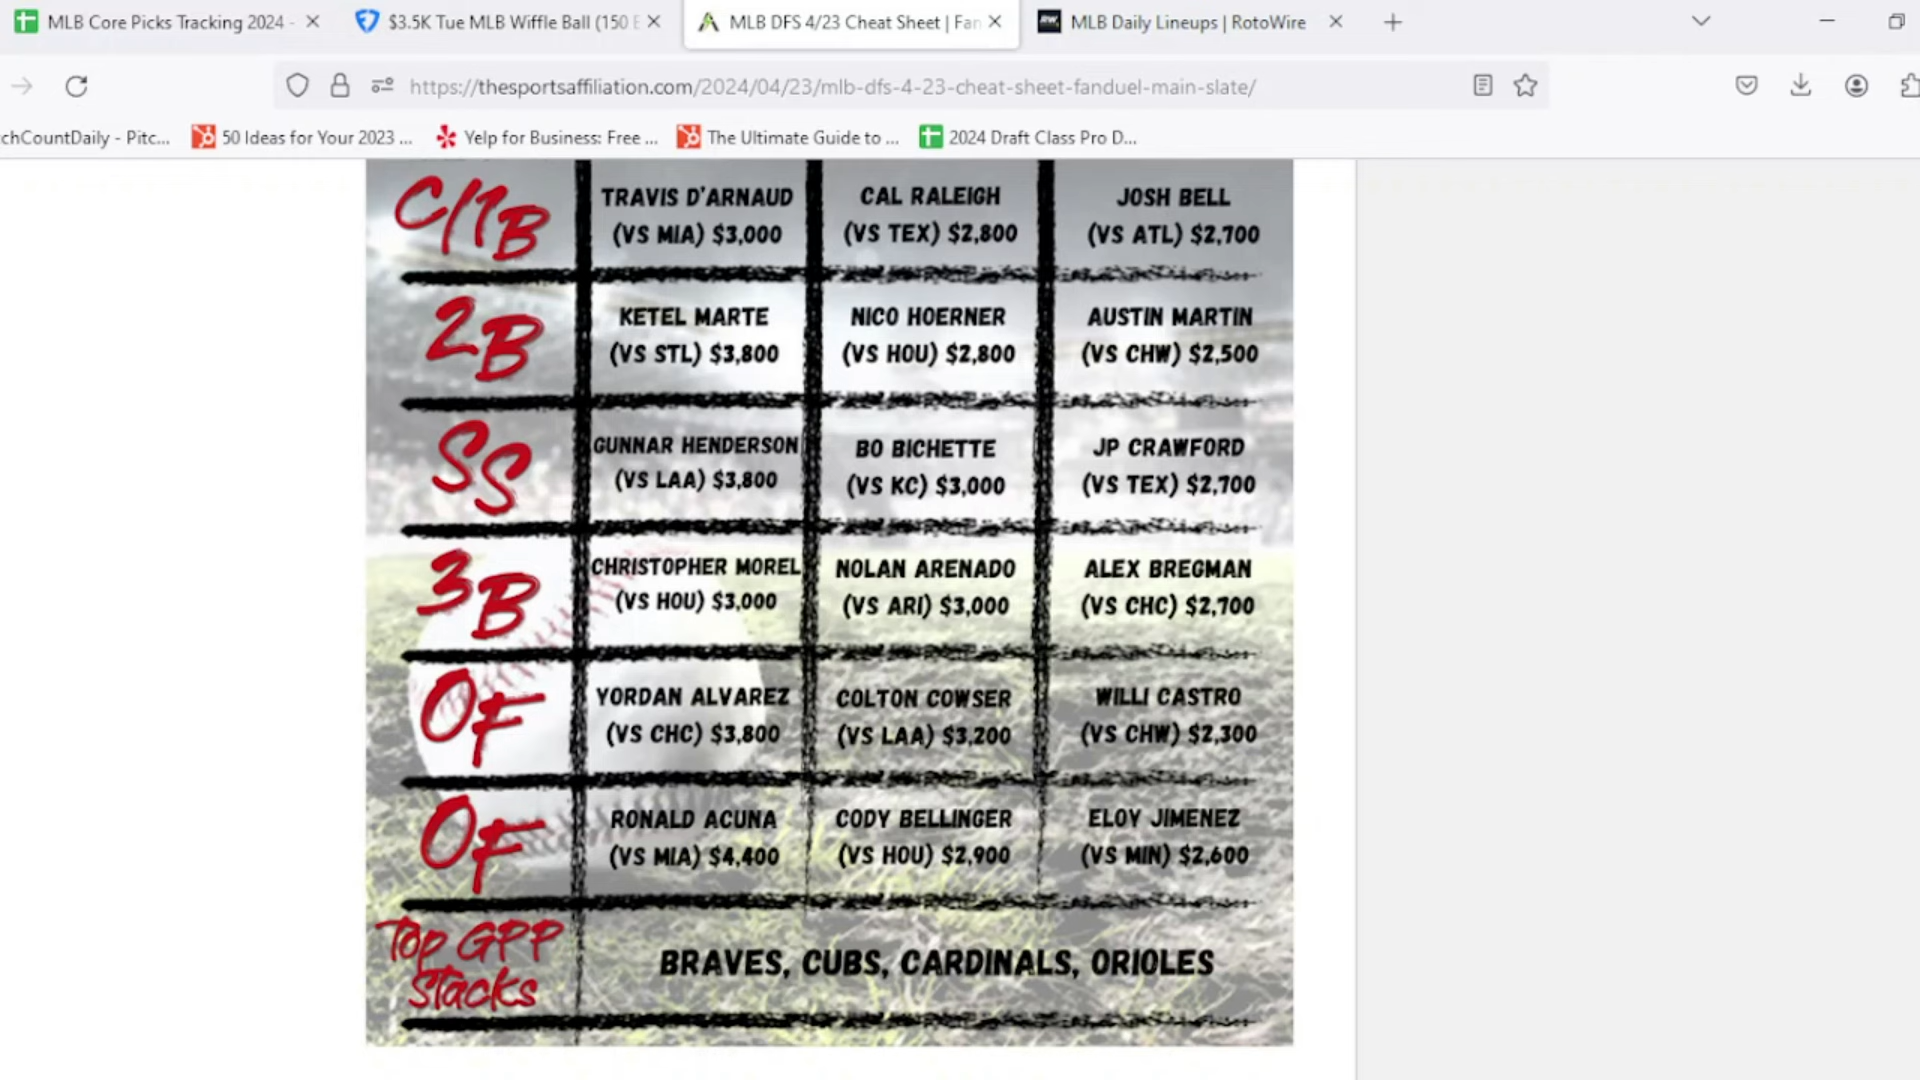 MLB Core Picks Tracking 2024 -
$3.5K Tue MLB Wiffle Ball (150 E
MLB DFS 4/23 Cheat Sheet | Fan
MLB Daily Lineups | RotoWire
https://thesportsaffiliation.com/2024/04/23/mlb-dfs-4-23-cheat-sheet-fanduel-main-slate/
chCountDaily - Pitc...
50 Ideas for Your 2023 ...
Yelp for Business: Free ...
The Ultimate Guide to ...
2024 Draft Class Pro D...
C/1B
TRAVIS D'ARNAUD
(VS MIA) $3,000
CAL RALEIGH
(VS TEX) $2,800
JOSH BELL
(VS ATL) $2,700
2B
KETEL MARTE
(VS STL) $3,800
NICO HOERNER
(VS HOU) $2,800
AUSTIN MARTIN
(VS CHW) $2,500
SS
GUNNAR HENDERSON
(VS LAA) $3,800
BO BICHETTE
(VS KC) $3,000
JP CRAWFORD
(VS TEX) $2,700
3B
CHRISTOPHER MOREL
(VS HOU) $3,000
NOLAN ARENADO
(VS ARI) $3,000
ALEX BREGMAN
(VS CHC) $2,700
OF
YORDAN ALVAREZ
(VS CHC) $3,800
COLTON COWSER
(VS LAA) $3,200
WILLI CASTRO
(VS CHW) $2,300
OF
RONALD ACUNA
(VS MIA) $4,400
CODY BELLINGER
(VS HOU) $2,900
ELOY JIMENEZ
(VS MIN) $2,600
Top GPP
Stacks
BRAVES, CUBS, CARDINALS, ORIOLES